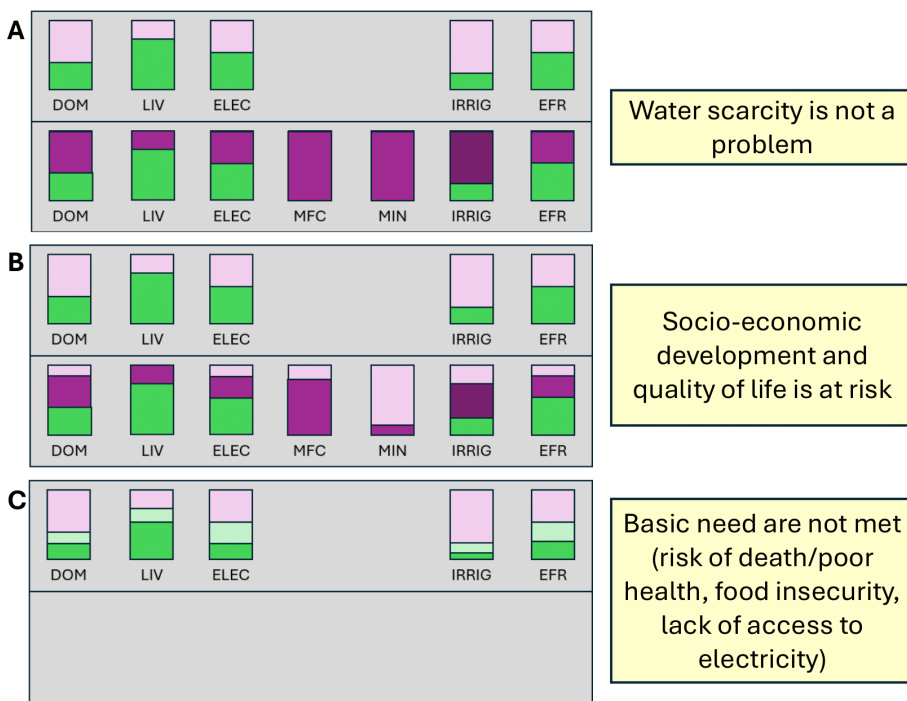 A
DOM LIV ELEC IRRIG EFR
DOM LIV ELEC MFC MIN IRRIG EFR
Water scarcity is not a
problem
B
DOM LIV ELEC IRRIG EFR
DOM LIV ELEC MFC MIN IRRIG EFR
Socio-economic
development and
quality of life is at risk
C
DOM LIV ELEC IRRIG EFR
Basic need are not met
(risk of death/poor
health, food insecurity,
lack of access to
electricity)